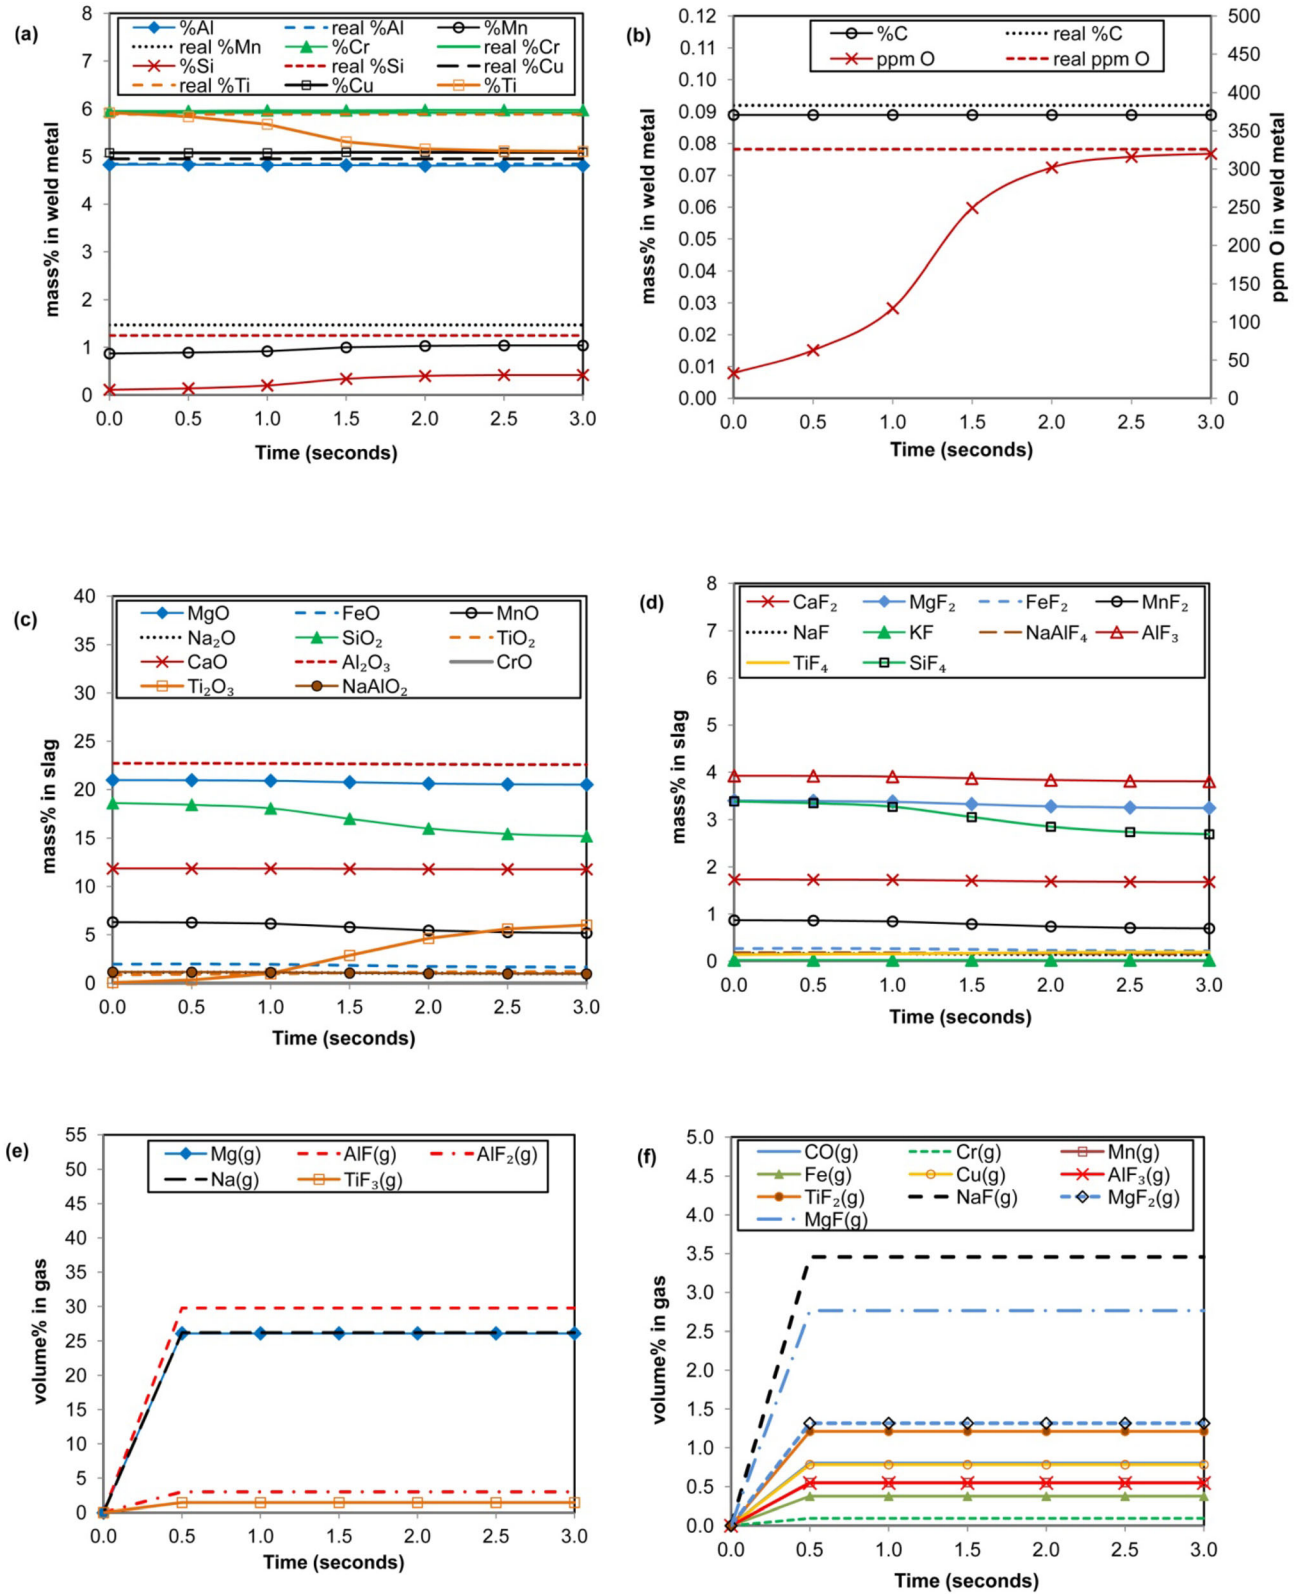 (a)
%Al real %Al %Mn
real %Mn %Cr real %Cr
%Si real %Si real %Cu
real %Ti %Cu %Ti
8
7
6
5
4
3
2
1
0
mass% in weld metal
0.0 0.5 1.0 1.5 2.0 2.5 3.0
Time (seconds)
(b)
%C real %C
ppm O real ppm O
0.12
0.11
0.10
0.09
0.08
0.07
0.06
0.05
0.04
0.03
0.02
0.01
0.00
mass% in weld metal
500
450
400
350
300
250
200
150
100
50
0
ppm O in weld metal
0.0 0.5 1.0 1.5 2.0 2.5 3.0
Time (seconds)
(c)
MgO FeO MnO
Na₂O SiO₂ TiO₂
CaO Al₂O₃ CrO
Ti₂O₃ NaAlO₂
40
35
30
25
20
15
10
5
0
mass% in slag
0.0 0.5 1.0 1.5 2.0 2.5 3.0
Time (seconds)
(d)
CaF₂ MgF₂ FeF₂ MnF₂
NaF KF NaAlF₄ AlF₃
TiF₄ SiF₄
8
7
6
5
4
3
2
1
0
mass% in slag
0.0 0.5 1.0 1.5 2.0 2.5 3.0
Time (seconds)
(e)
Mg(g) AlF(g) AlF₂(g)
Na(g) TiF₃(g)
55
50
45
40
35
30
25
20
15
10
5
0
volume% in gas
0.0 0.5 1.0 1.5 2.0 2.5 3.0
Time (seconds)
(f)
CO(g) Cr(g) Mn(g)
Fe(g) Cu(g) AlF₃(g)
TiF₂(g) NaF(g) MgF₂(g)
MgF(g)
5.0
4.5
4.0
3.5
3.0
2.5
2.0
1.5
1.0
0.5
0.0
volume% in gas
0.0 0.5 1.0 1.5 2.0 2.5 3.0
Time (seconds)